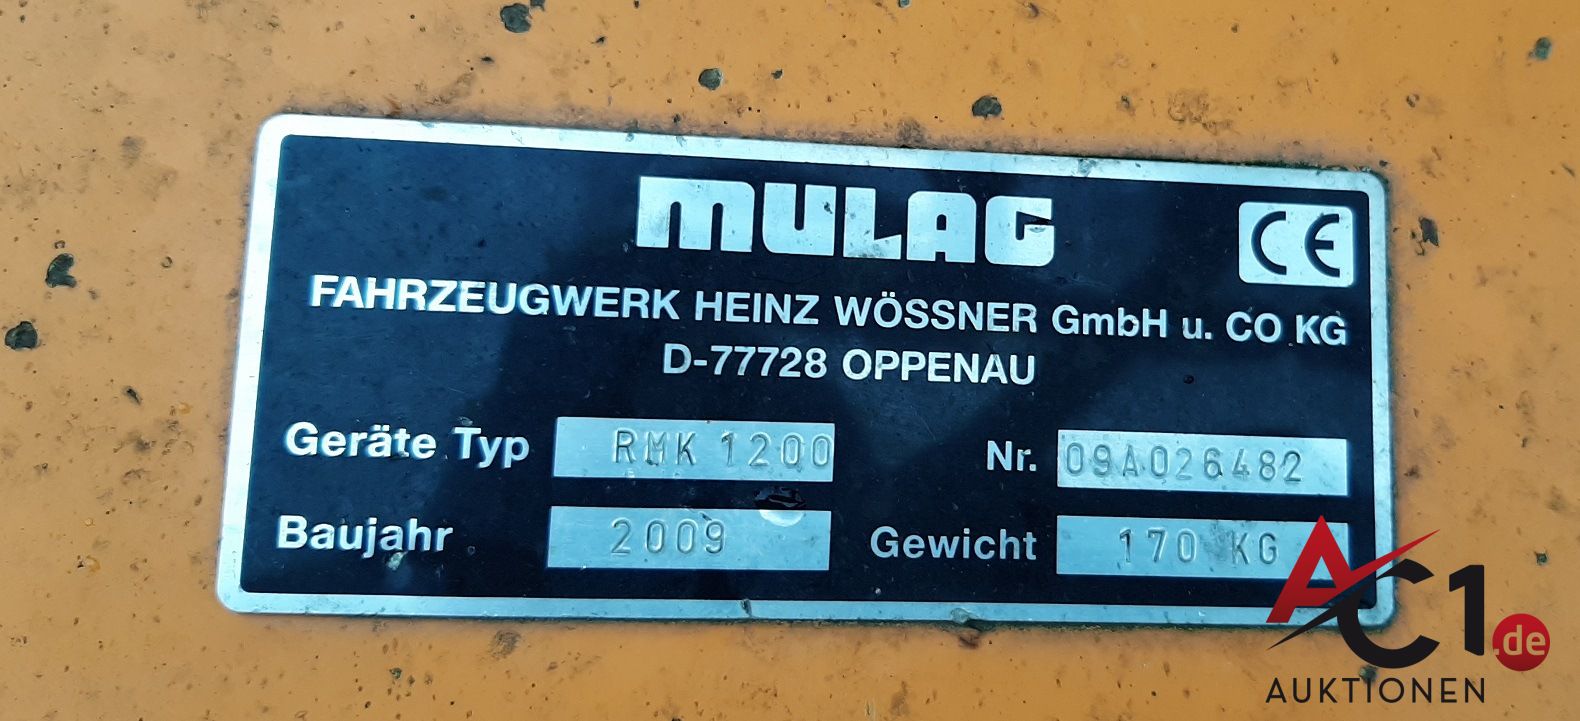 MULAG
CE
FAHRZEUGWERK HEINZ WÖSSNER GmbH u. CO KG
D-77728 OPPENAU
Geräte Typ RMK 1200 Nr. 09A026482
Baujahr 2009 Gewicht 170 KG
AC1.de
AUKTIONEN